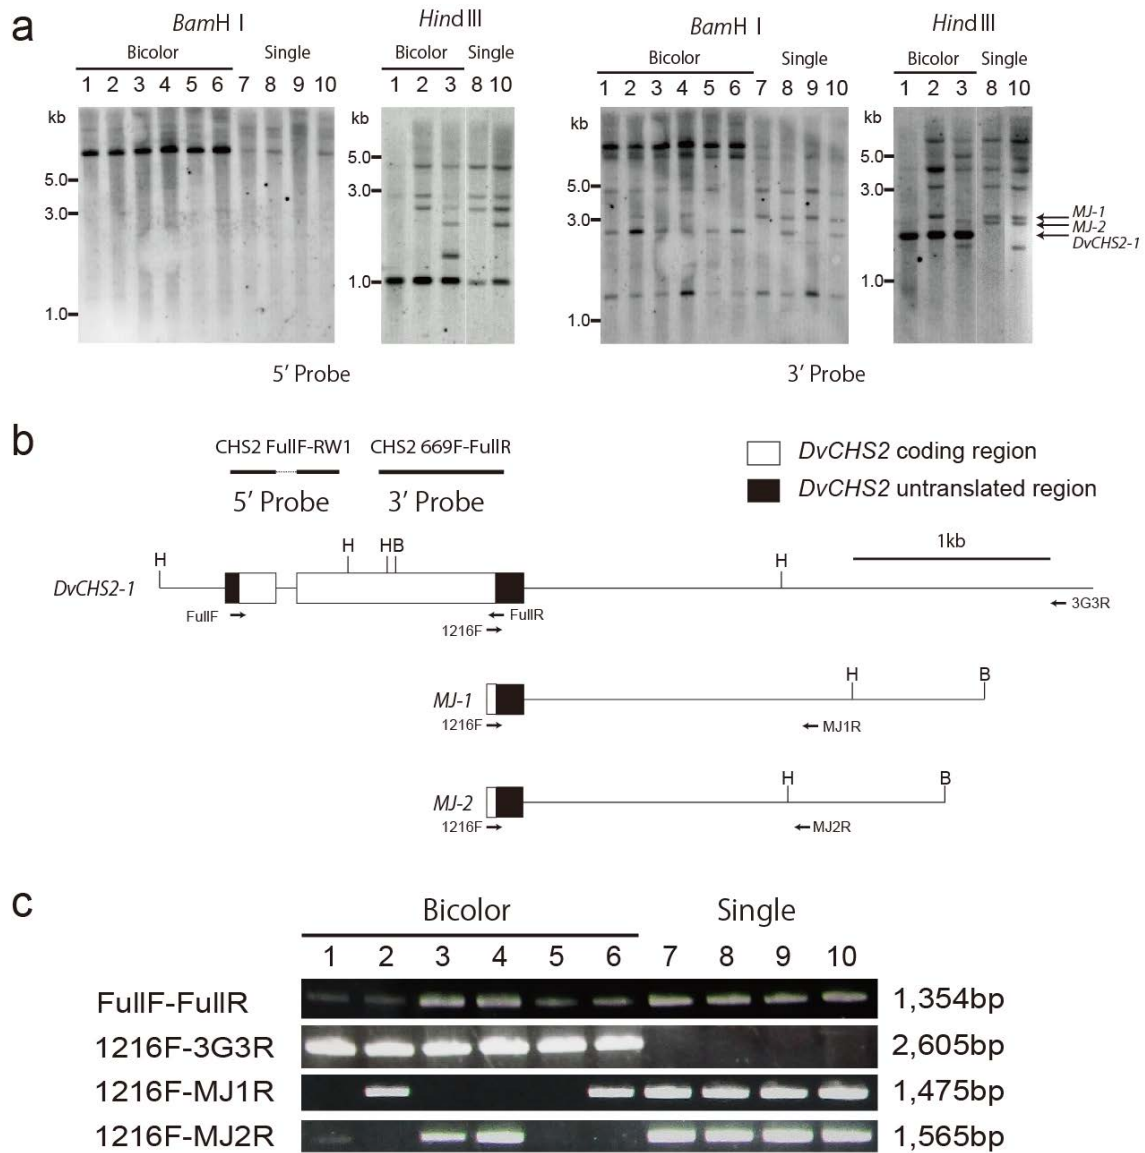 a
BamH I
Hind III
BamH I
Hind III
Bicolor Single
Bicolor Single
Bicolor Single
Bicolor Single
1 2 3 4 5 6 7 8 9 10
1 2 3 8 10
1 2 3 4 5 6 7 8 9 10
1 2 3 8 10
kb
5.0
3.0
1.0
kb
5.0
3.0
1.0
kb
5.0
3.0
1.0
kb
5.0
3.0
1.0
MJ-1
MJ-2
DvCHS2-1
5' Probe
3' Probe
b
CHS2 FullF-RW1
CHS2 669F-FullR
5' Probe
3' Probe
DvCHS2 coding region
DvCHS2 untranslated region
1kb
H H HB H
DvCHS2-1
FullF
FullR
1216F
3G3R
H B
MJ-1
1216F
MJ1R
H B
MJ-2
1216F
MJ2R
c
Bicolor Single
1 2 3 4 5 6 7 8 9 10
FullF-FullR 1,354bp
1216F-3G3R 2,605bp
1216F-MJ1R 1,475bp
1216F-MJ2R 1,565bp